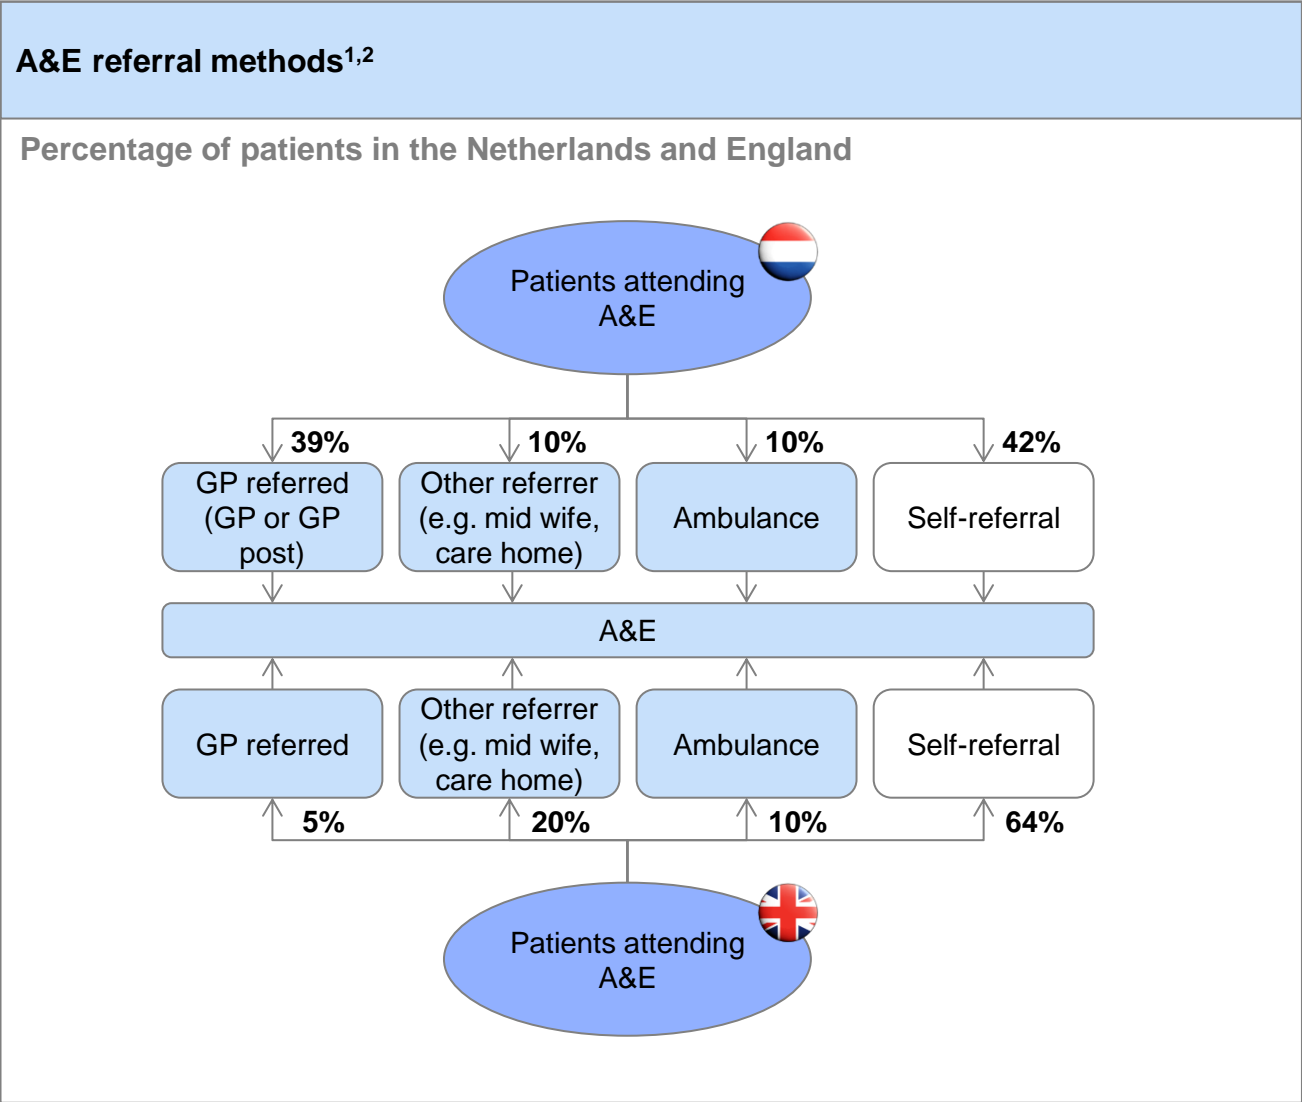 A&E referral methods1,2
Percentage of patients in the Netherlands and England
Patients attending
A&E
39%
10%
10%
42%
GP referred
(GP or GP
post)
Other referrer
(e.g. mid wife,
care home)
Ambulance
Self-referral
A&E
GP referred
Other referrer
(e.g. mid wife,
care home)
Ambulance
Self-referral
5%
20%
10%
64%
Patients attending
A&E